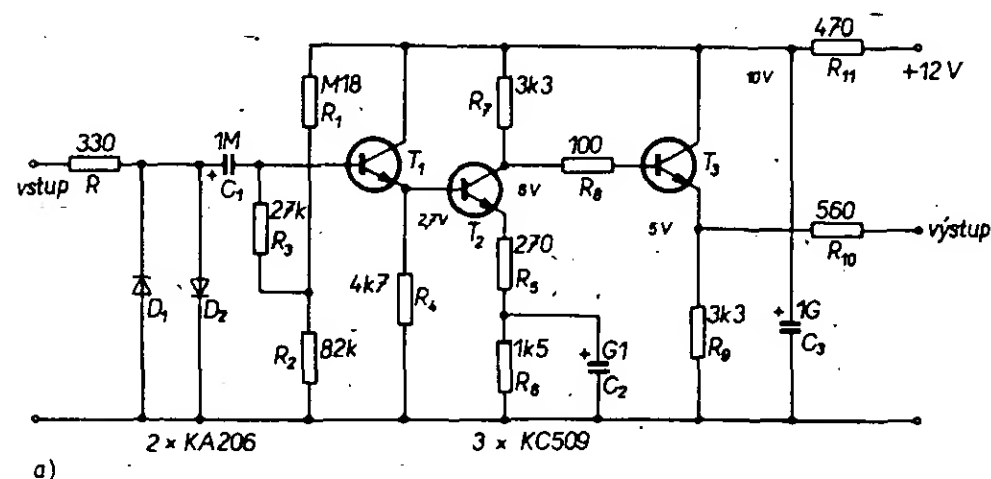 470
R11
+12 V
10V
M18
R1
3k3
R7
330
R
vstup
1M
+
C1
T1
100
R8
T3
6V
2,7V
T2
5V
560
R10
výstup
27k
R3
270
R5
D1
D2
4k7
R4
R2
82k
1k5
R6
+
G1
C2
3k3
R9
+
1G
C3
2 × KA206
3 × KC509
a)